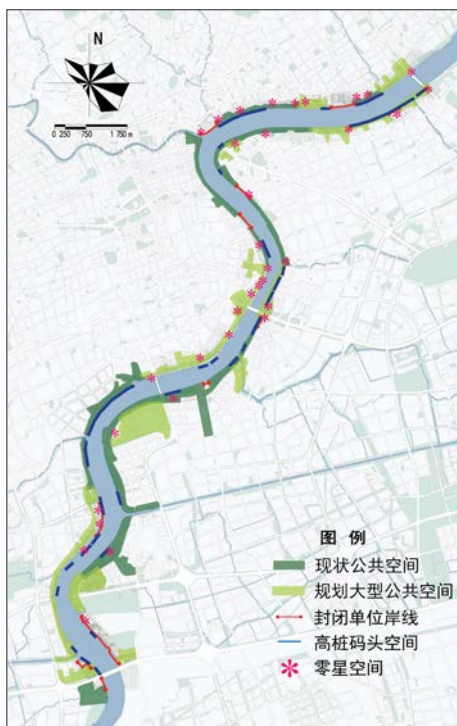 N
0 250 750 1 750 m
图 例
现状公共空间
规划大型公共空间
封闭单位岸线
高桩码头空间
零星空间